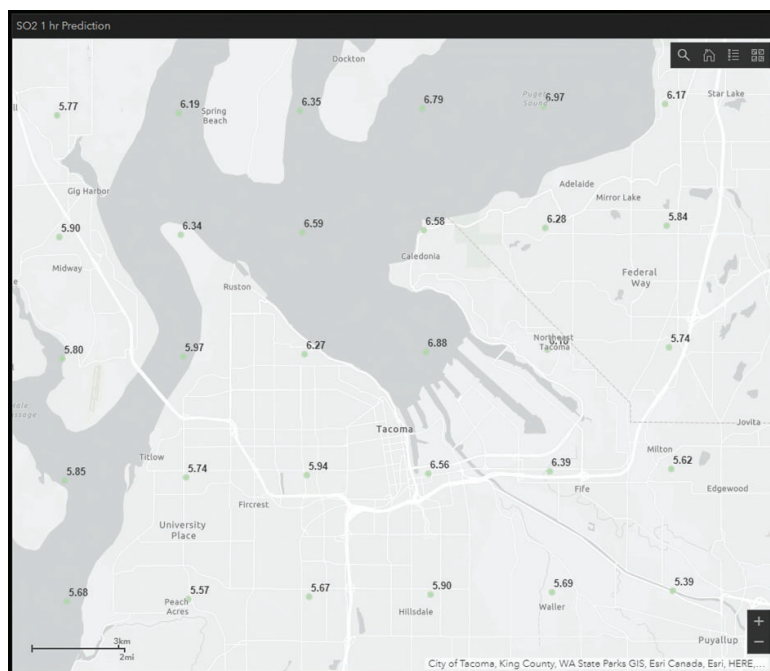 SO2 1 hr Prediction
Dockton
5.77
6.19
Spring
Beach
6.35
6.79
Puget
Sound
6.97
6.17
Star Lake
Gig Harbor
Adelaide
Mirror Lake
5.90
6.34
6.59
6.58
6.28
5.84
Midway
Caledonia
Federal
Way
Ruston
5.80
5.97
6.27
6.88
Northeast
Tacoma
5.74
Tacoma
Jovita
Titlow
5.85
5.74
5.94
6.56
6.39
Milton
5.62
Fircrest
Fife
Edgewood
University
Place
5.68
5.57
Peach
Acres
5.67
5.90
5.69
5.39
Hillsdale
Waller
Puyallup
+
−
3km
2mi
City of Tacoma, King County, WA State Parks GIS, Esri Canada, Esri, HERE,...